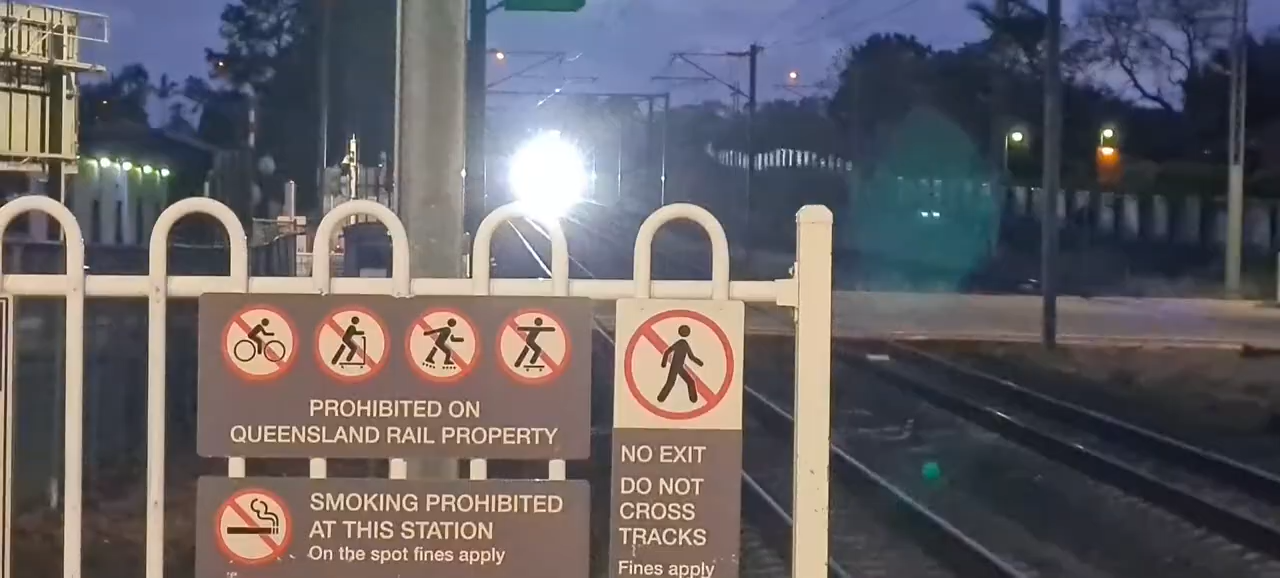 PROHIBITED ON
QUEENSLAND RAIL PROPERTY
SMOKING PROHIBITED
AT THIS STATION
On the spot fines apply
NO EXIT
DO NOT
CROSS
TRACKS
Fines apply